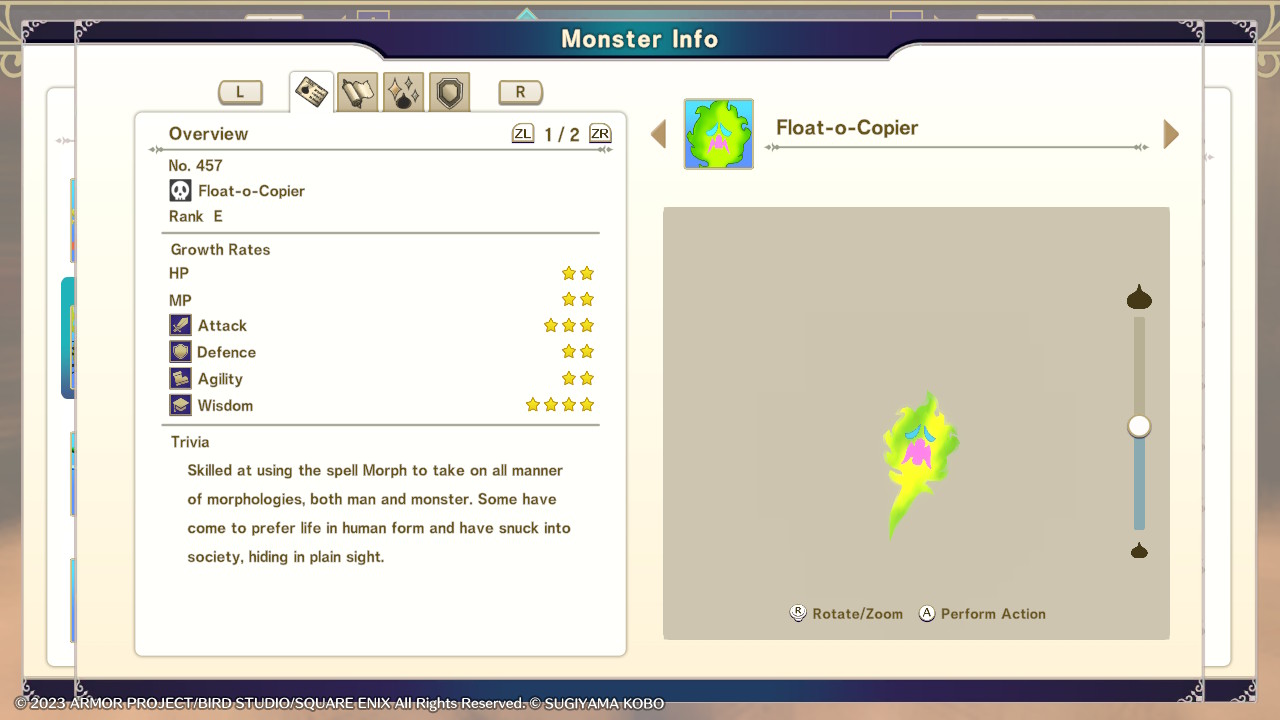 Monster Info
L
R
Overview
ZL 1 / 2 ZR
No. 457
Float-o-Copier
Rank E
Growth Rates
HP
MP
Attack
Defence
Agility
Wisdom
Trivia
Skilled at using the spell Morph to take on all manner
of morphologies, both man and monster. Some have
come to prefer life in human form and have snuck into
society, hiding in plain sight.
Float-o-Copier
R Rotate/Zoom A Perform Action
© 2023 ARMOR PROJECT/BIRD STUDIO/SQUARE ENIX All Rights Reserved. © SUGIYAMA KOBO